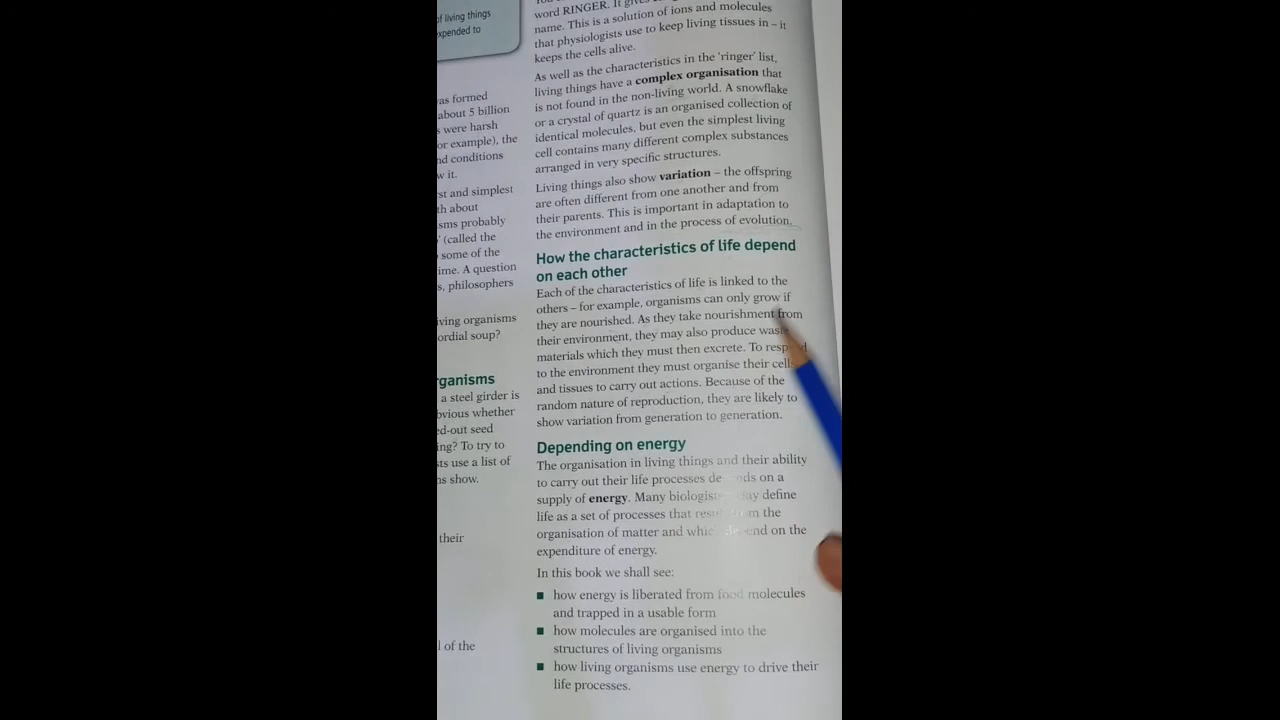 of living things
xpended to
as formed
about 5 billion
s were harsh
or example), the
nd conditions
w it.
rst and simplest
th about
sms probably
' (called the
some of the
ime. A question
s, philosophers
iving organisms
ordial soup?
rganisms
a steel girder is
bvious whether
ed-out seed
ing? To try to
sts use a list of
ns show.
their
l of the
word RINGER. It
name. This is a solution of ions and molecules
that physiologists use to keep living tissues in – it
keeps the cells alive.
As well as the characteristics in the 'ringer' list,
living things have a complex organisation that
is not found in the non-living world. A snowflake
or a crystal of quartz is an organised collection of
identical molecules, but even the simplest living
cell contains many different complex substances
arranged in very specific structures.
Living things also show variation – the offspring
are often different from one another and from
their parents. This is important in adaptation to
the environment and in the process of evolution.
How the characteristics of life depend
on each other
Each of the characteristics of life is linked to the
others – for example, organisms can only grow if
they are nourished. As they take nourishment from
their environment, they may also produce waste
materials which they must then excrete. To respond
to the environment they must organise their cells
and tissues to carry out actions. Because of the
random nature of reproduction, they are likely to
show variation from generation to generation.
Depending on energy
The organisation in living things and their ability
to carry out their life processes depends on a
supply of energy. Many biologists today define
life as a set of processes that result from the
organisation of matter and which depend on the
expenditure of energy.
In this book we shall see:
■ how energy is liberated from food molecules
and trapped in a usable form
■ how molecules are organised into the
structures of living organisms
■ how living organisms use energy to drive their
life processes.